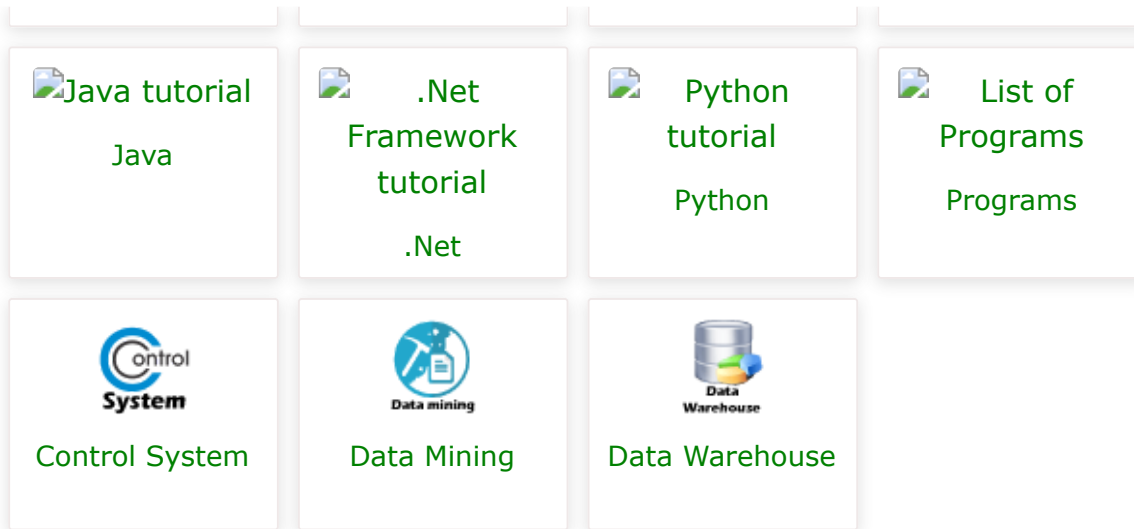 Java tutorial
Java
.Net
Framework
tutorial
.Net
Python
tutorial
Python
List of
Programs
Programs
Control
System
Control System
Data mining
Data Mining
Data
Warehouse
Data Warehouse